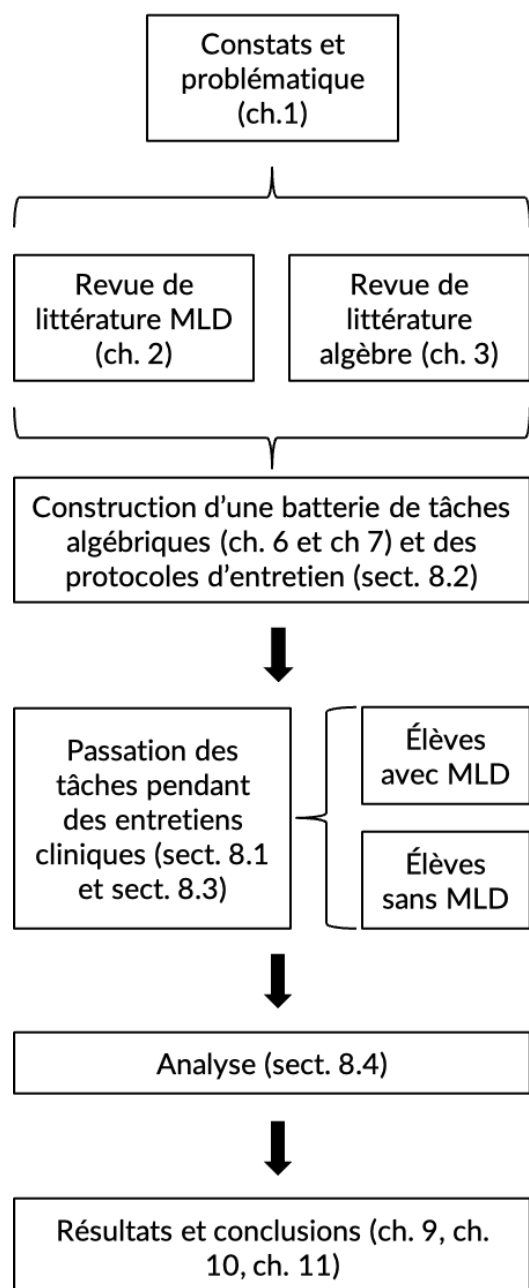 Constats et
problématique
(ch.1)
Revue de
littérature MLD
(ch. 2)
Revue de
littérature
algèbre (ch. 3)
Construction d'une batterie de tâches
algébriques (ch. 6 et ch 7) et des
protocoles d'entretien (sect. 8.2)
Passation des
tâches pendant
des entretiens
cliniques (sect. 8.1
et sect. 8.3)
Élèves
avec MLD
Élèves
sans MLD
Analyse (sect. 8.4)
Résultats et conclusions (ch. 9, ch.
10, ch. 11)